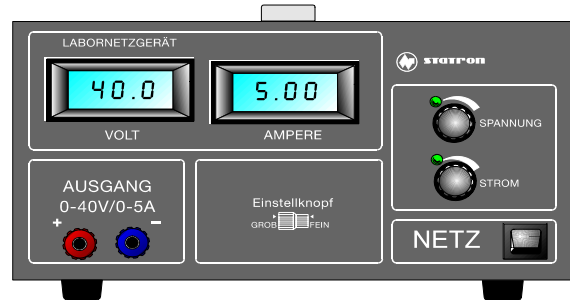 LABORNETZGERÄT
40.0
5.00
VOLT
AMPERE
statron
SPANNUNG
STROM
AUSGANG
0-40V/0-5A
+ −
Einstellknopf
GROB FEIN
NETZ